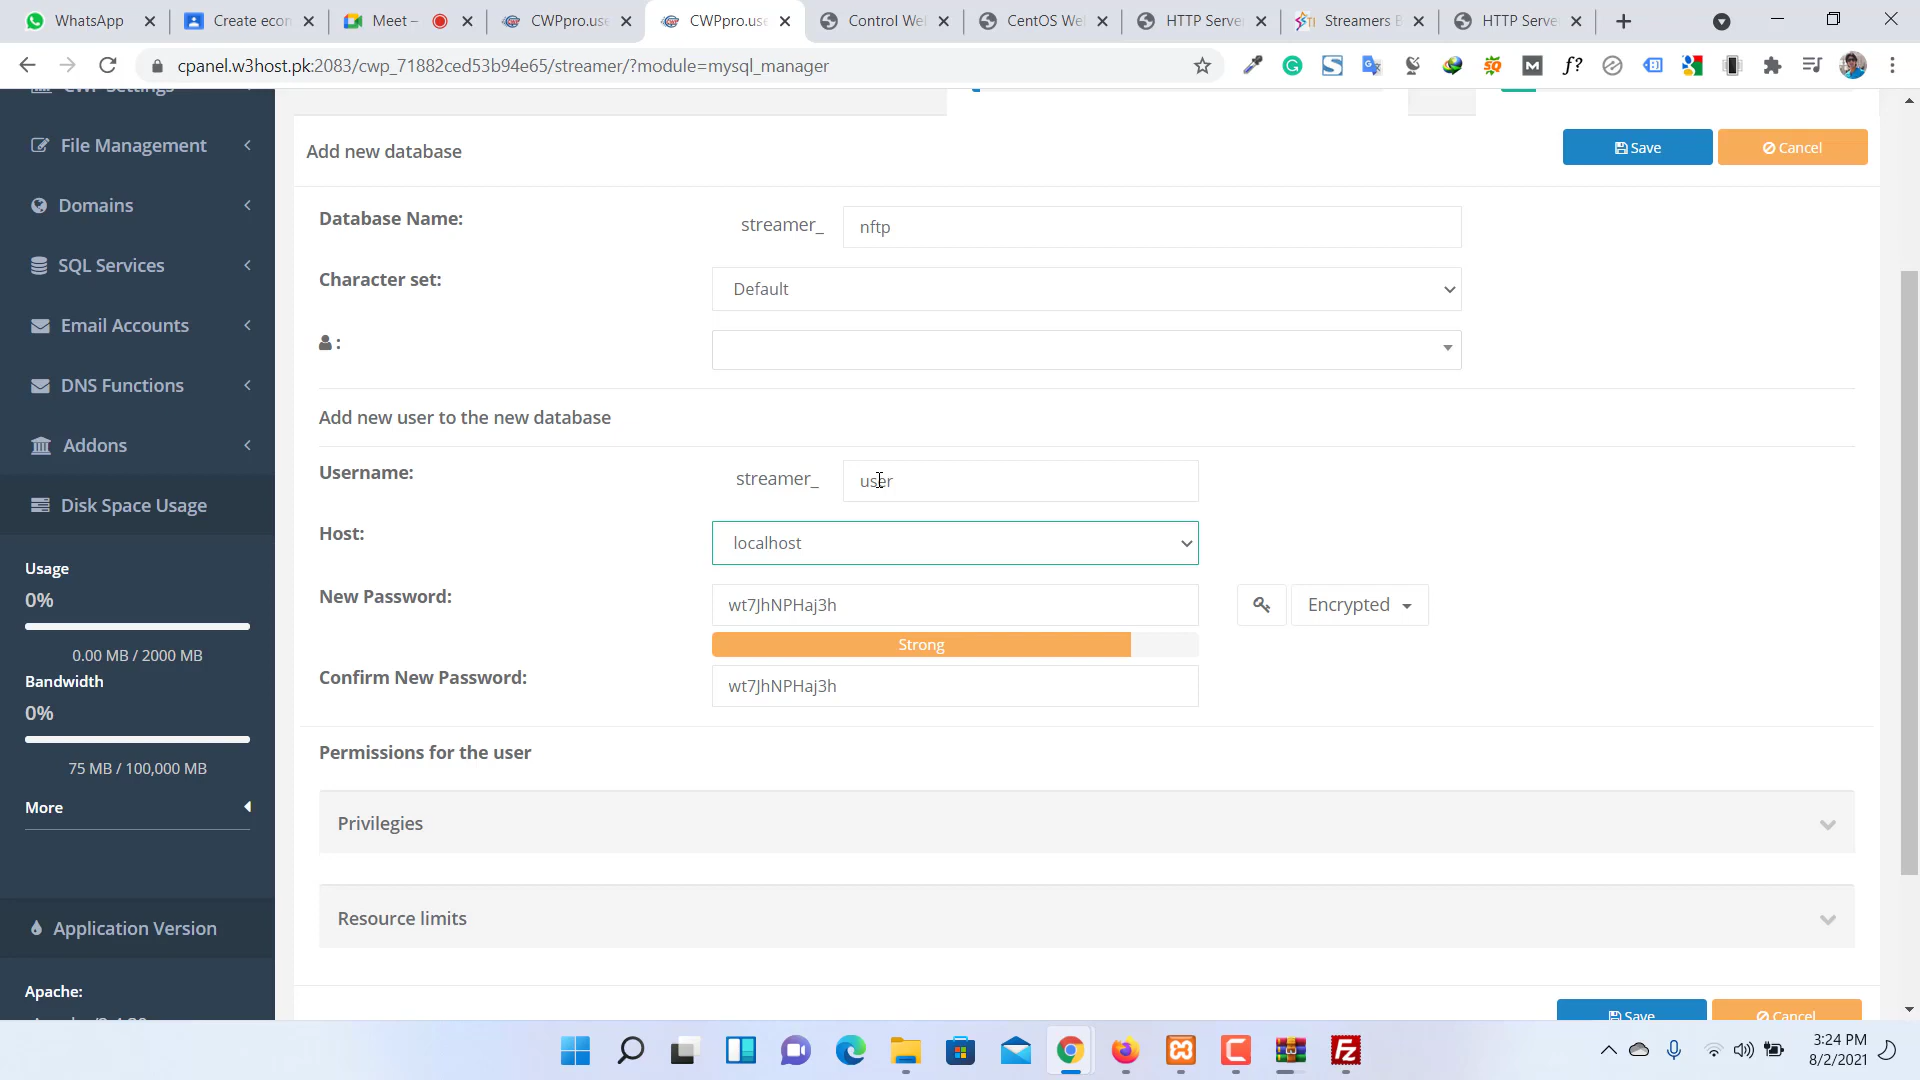 WhatsApp
Create econ
Meet –
CWPpro.use
CWPpro.use
Control We
CentOS We
HTTP Serve
Streamers B
HTTP Serve
cpanel.w3host.pk:2083/cwp_71882ced53b94e65/streamer/?module=mysql_manager
CWP Settings
File Management
Domains
SQL Services
Email Accounts
DNS Functions
Addons
Disk Space Usage
Usage
0%
0.00 MB / 2000 MB
Bandwidth
0%
75 MB / 100,000 MB
More
Application Version
Apache:
Add new database
Save
Cancel
Database Name:
streamer_
nftp
Character set:
Default
:
Add new user to the new database
Username:
streamer_
user
Host:
localhost
New Password:
wt7JhNPHaj3h
Encrypted
Strong
Confirm New Password:
wt7JhNPHaj3h
Permissions for the user
Privilegies
Resource limits
Save
Cancel
3:24 PM
8/2/2021